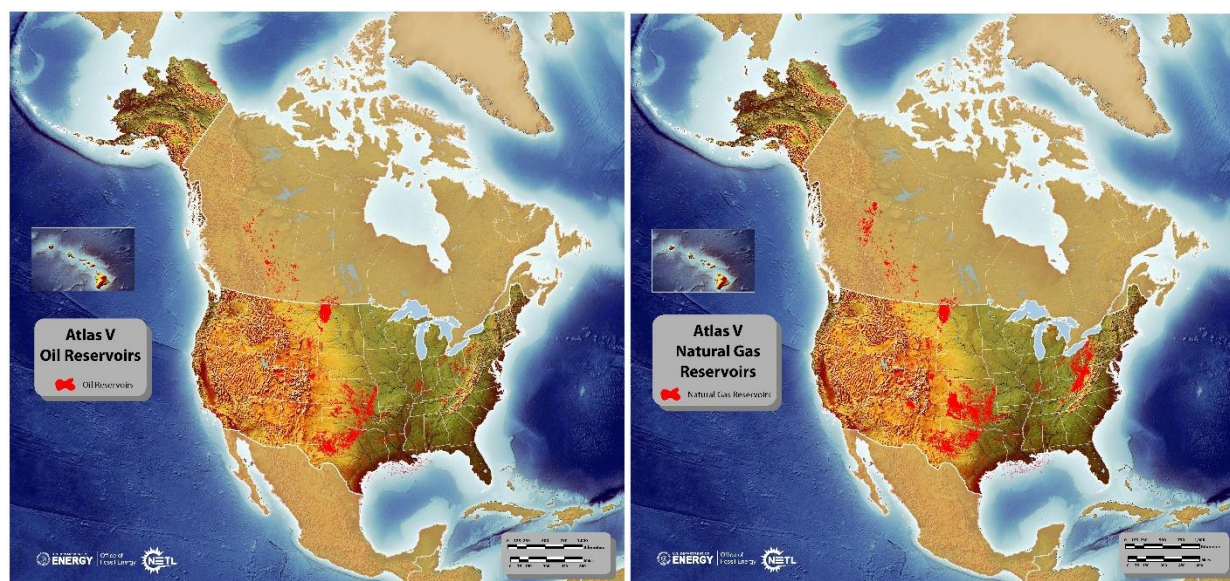 Atlas V
Oil Reservoirs
Oil Reservoirs
ENERGY
Office of
Fossil Energy
NETL
Atlas V
Natural Gas
Reservoirs
Natural Gas Reservoirs
ENERGY
Office of
Fossil Energy
NETL